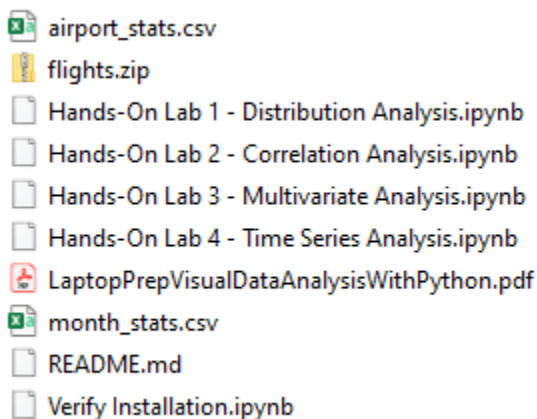 airport_stats.csv
flights.zip
Hands-On Lab 1 - Distribution Analysis.ipynb
Hands-On Lab 2 - Correlation Analysis.ipynb
Hands-On Lab 3 - Multivariate Analysis.ipynb
Hands-On Lab 4 - Time Series Analysis.ipynb
LaptopPrepVisualDataAnalysisWithPython.pdf
month_stats.csv
README.md
Verify Installation.ipynb